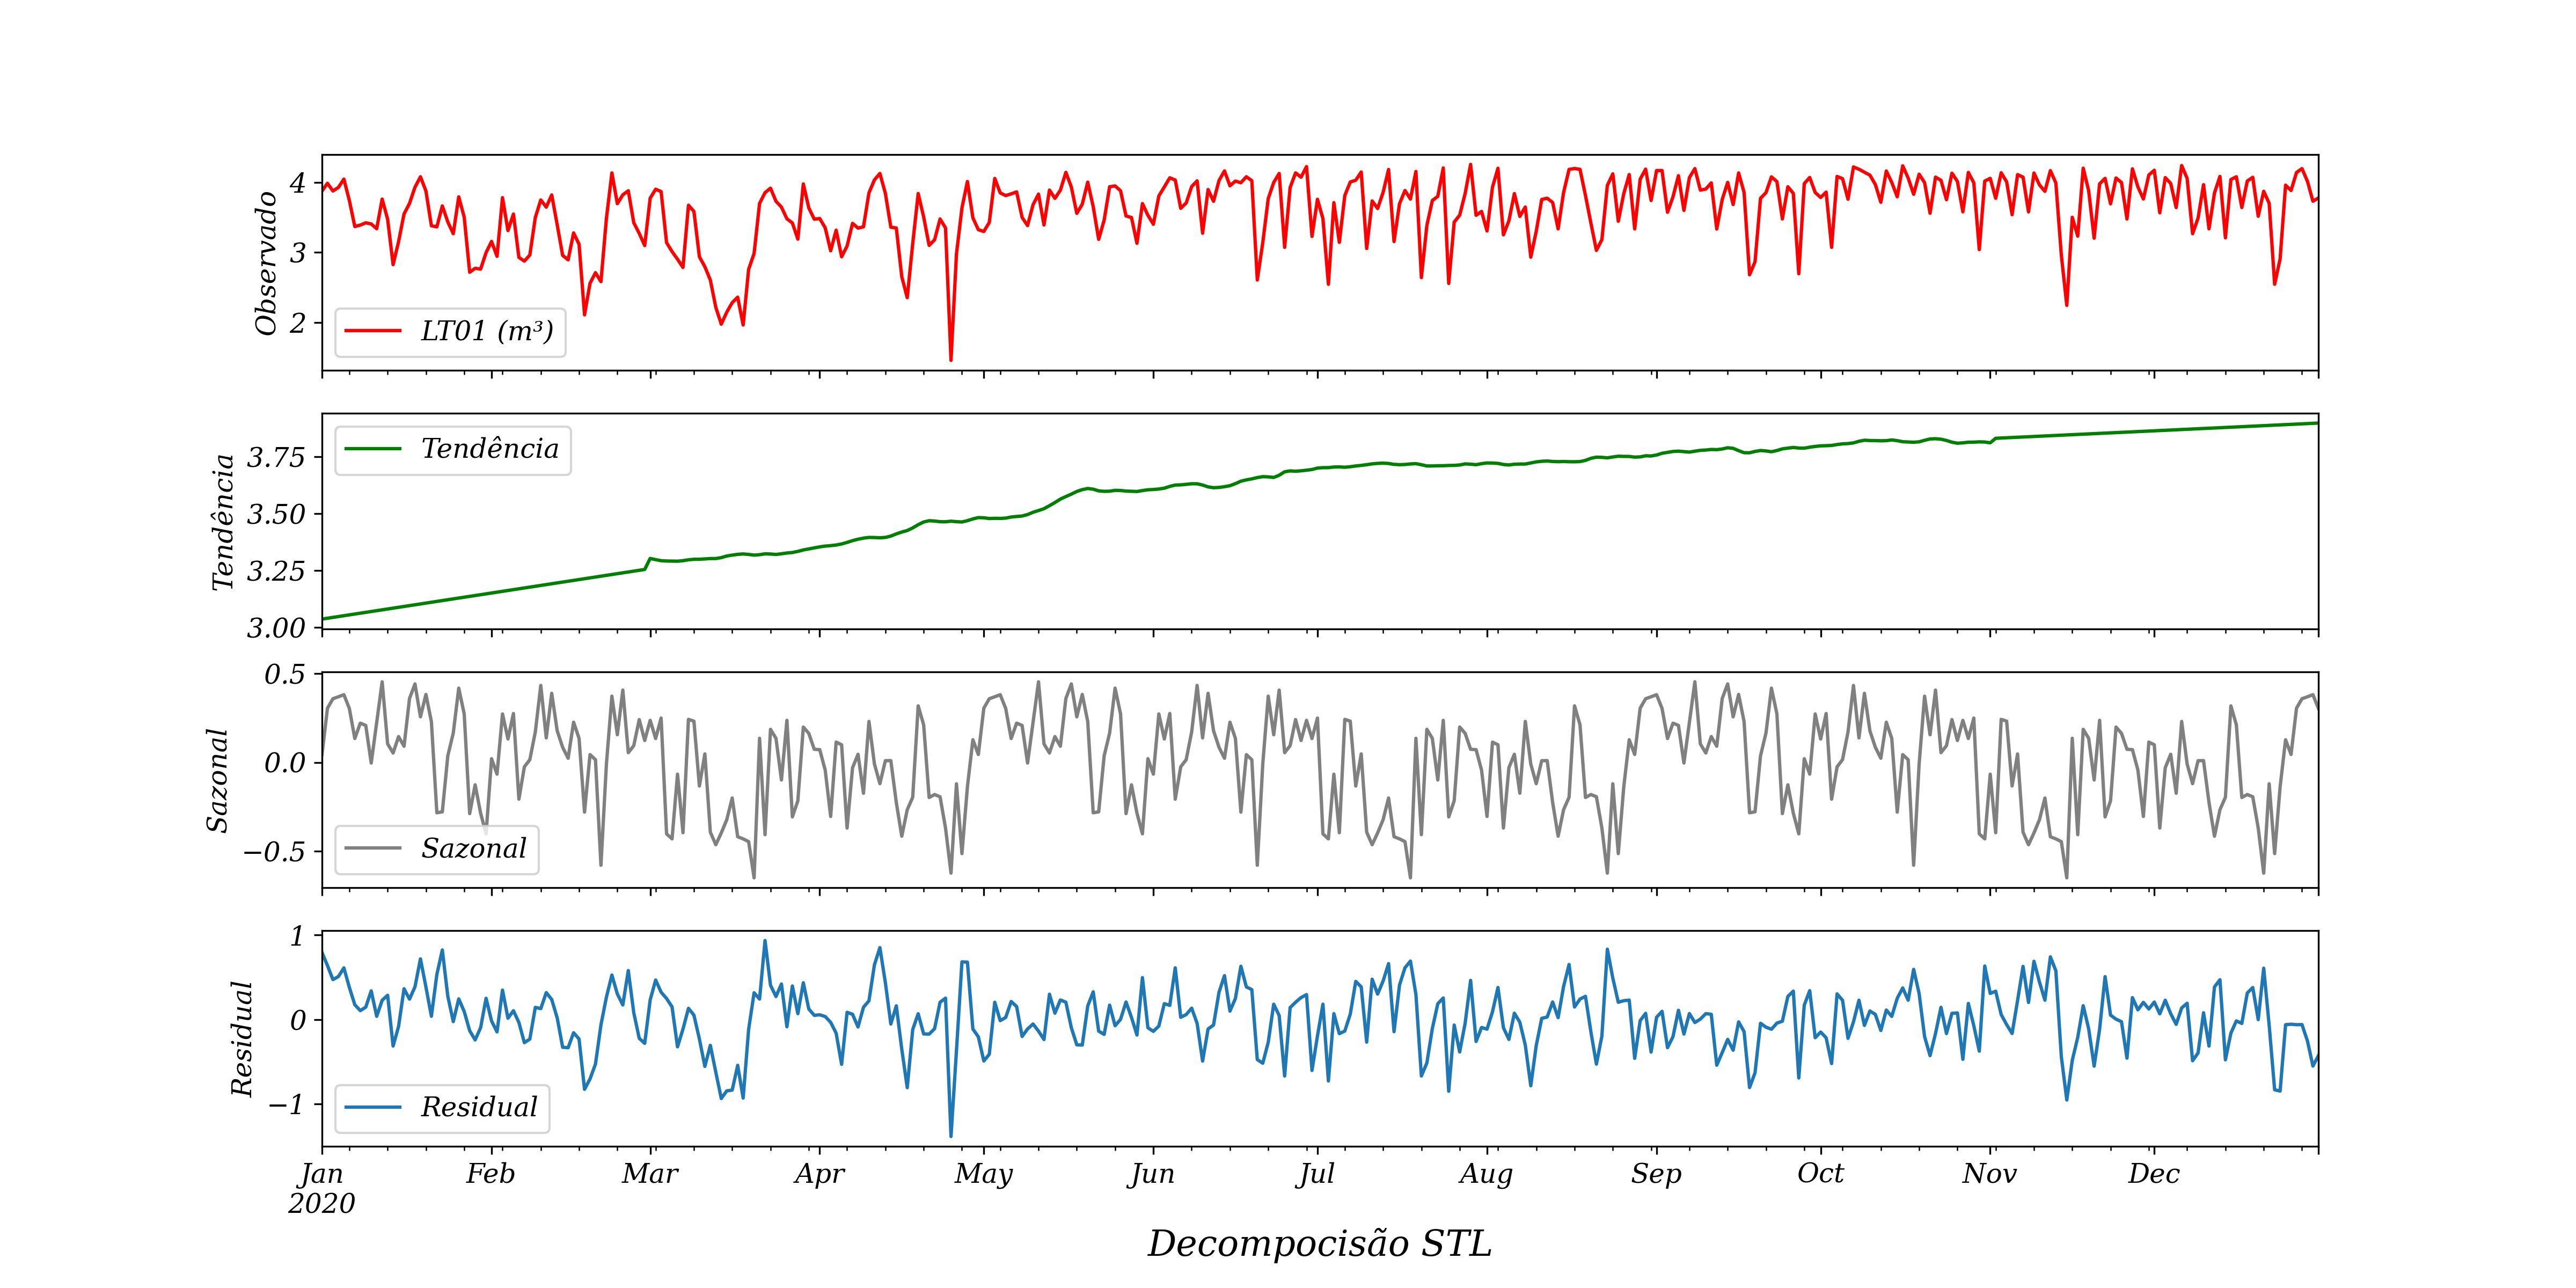 Observado
4
3
2
LT01 (m³)
Tendência
3.75
3.50
3.25
3.00
Tendência
Sazonal
0.5
0.0
−0.5
Sazonal
Residual
1
0
−1
Residual
Jan Feb Mar Apr May Jun Jul Aug Sep Oct Nov Dec
2020
Decompocisão STL